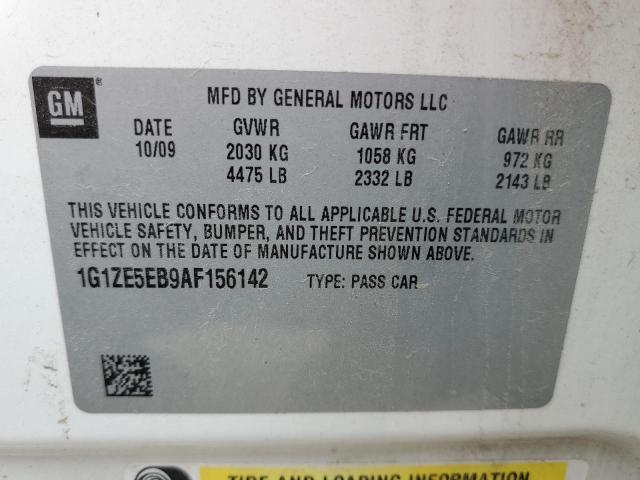 GM
MFD BY GENERAL MOTORS LLC
DATE GVWR GAWR FRT GAWR RR
10/09 2030 KG 1058 KG 972 KG
4475 LB 2332 LB 2143 LB
THIS VEHICLE CONFORMS TO ALL APPLICABLE U.S. FEDERAL MOTOR
VEHICLE SAFETY, BUMPER, AND THEFT PREVENTION STANDARDS IN
EFFECT ON THE DATE OF MANUFACTURE SHOWN ABOVE.
1G1ZE5EB9AF156142 TYPE: PASS CAR
TIRE AND LOADING INFORMATION